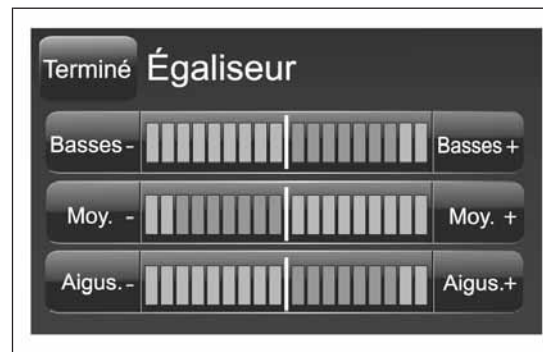 Terminé Égaliseur
Basses - Basses +
Moy. - Moy. +
Aigus. - Aigus.+